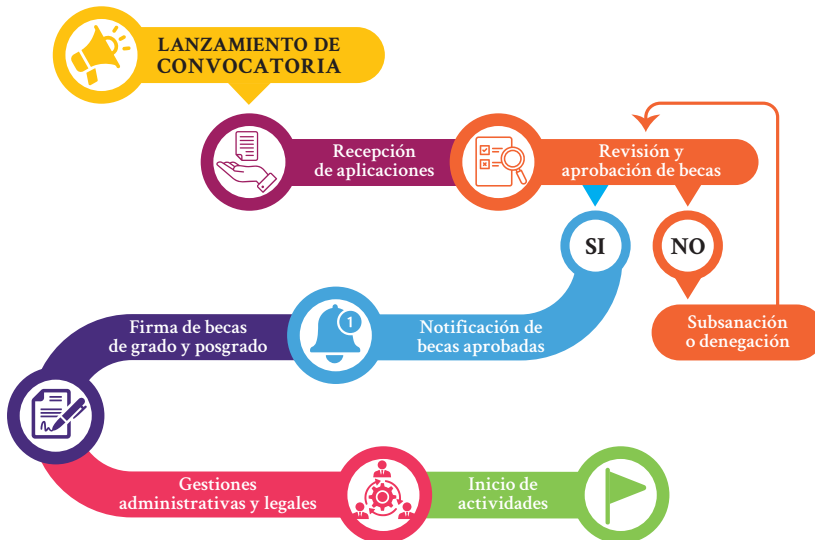 LANZAMIENTO DE
CONVOCATORIA
Recepción
de aplicaciones
Revisión y
aprobación de becas
SI
NO
Subsanación
o denegación
Notificación de
becas aprobadas
1
Firma de becas
de grado y posgrado
Gestiones
administrativas y legales
Inicio de
actividades